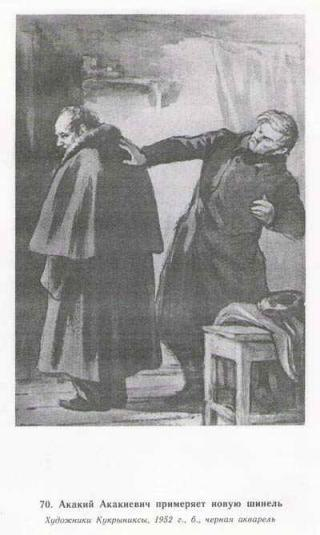 70. Акакий Акакиевич примеряет новую шинель
Художники Кукрыниксы, 1952 г., б., черная акварель